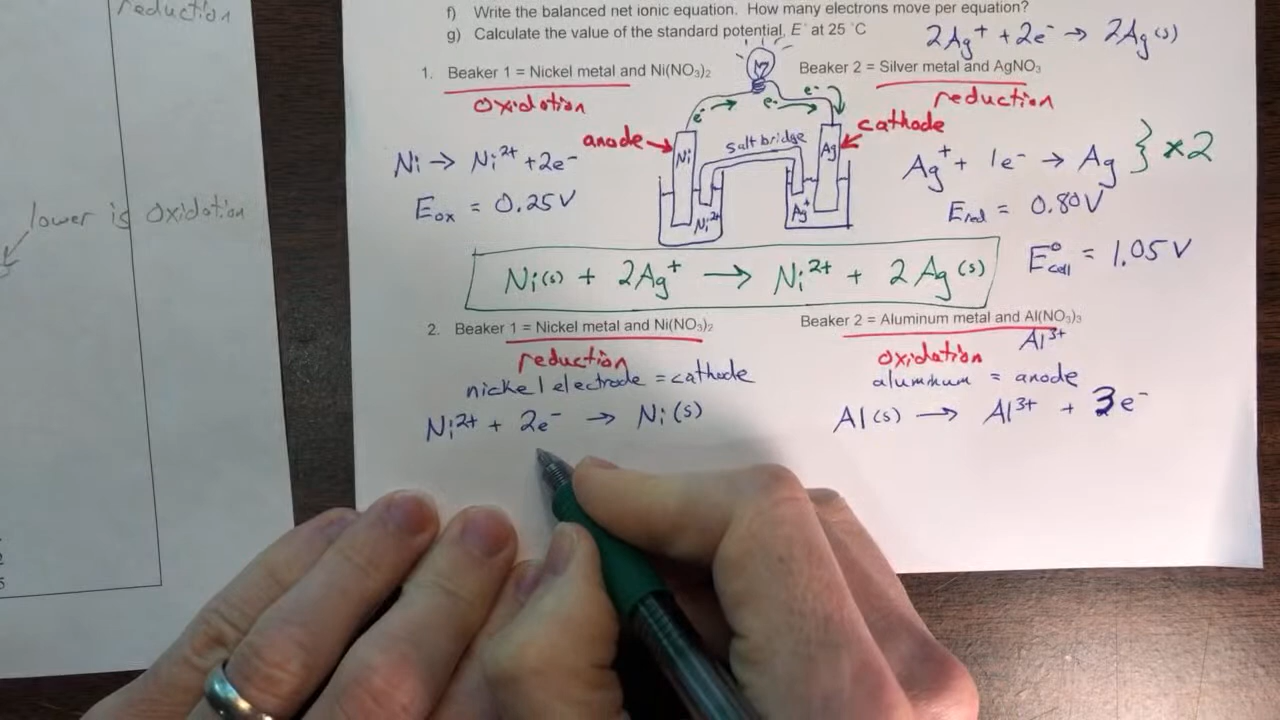 reduction
lower is oxidation
f) Write the balanced net ionic equation. How many electrons move per equation?
g) Calculate the value of the standard potential, E° at 25 °C
2Ag⁺ + 2e⁻ → 2Ag(s)
1. Beaker 1 = Nickel metal and Ni(NO₃)₂
Beaker 2 = Silver metal and AgNO₃
oxidation
reduction
e⁻ e⁻ e⁻
anode
cathode
salt bridge
Ni
Ag
Ni²⁺
Ag⁺
Ni → Ni²⁺ + 2e⁻
Ag⁺ + 1e⁻ → Ag } ×2
Eox = 0.25V
Ered = 0.80V
E°cell = 1.05V
Ni(s) + 2Ag⁺ → Ni²⁺ + 2Ag(s)
2. Beaker 1 = Nickel metal and Ni(NO₃)₂
Beaker 2 = Aluminum metal and Al(NO₃)₃
Al³⁺
reduction
oxidation
nickel electrode = cathode
aluminum = anode
Ni²⁺ + 2e⁻ → Ni(s)
Al(s) → Al³⁺ + 3e⁻
5